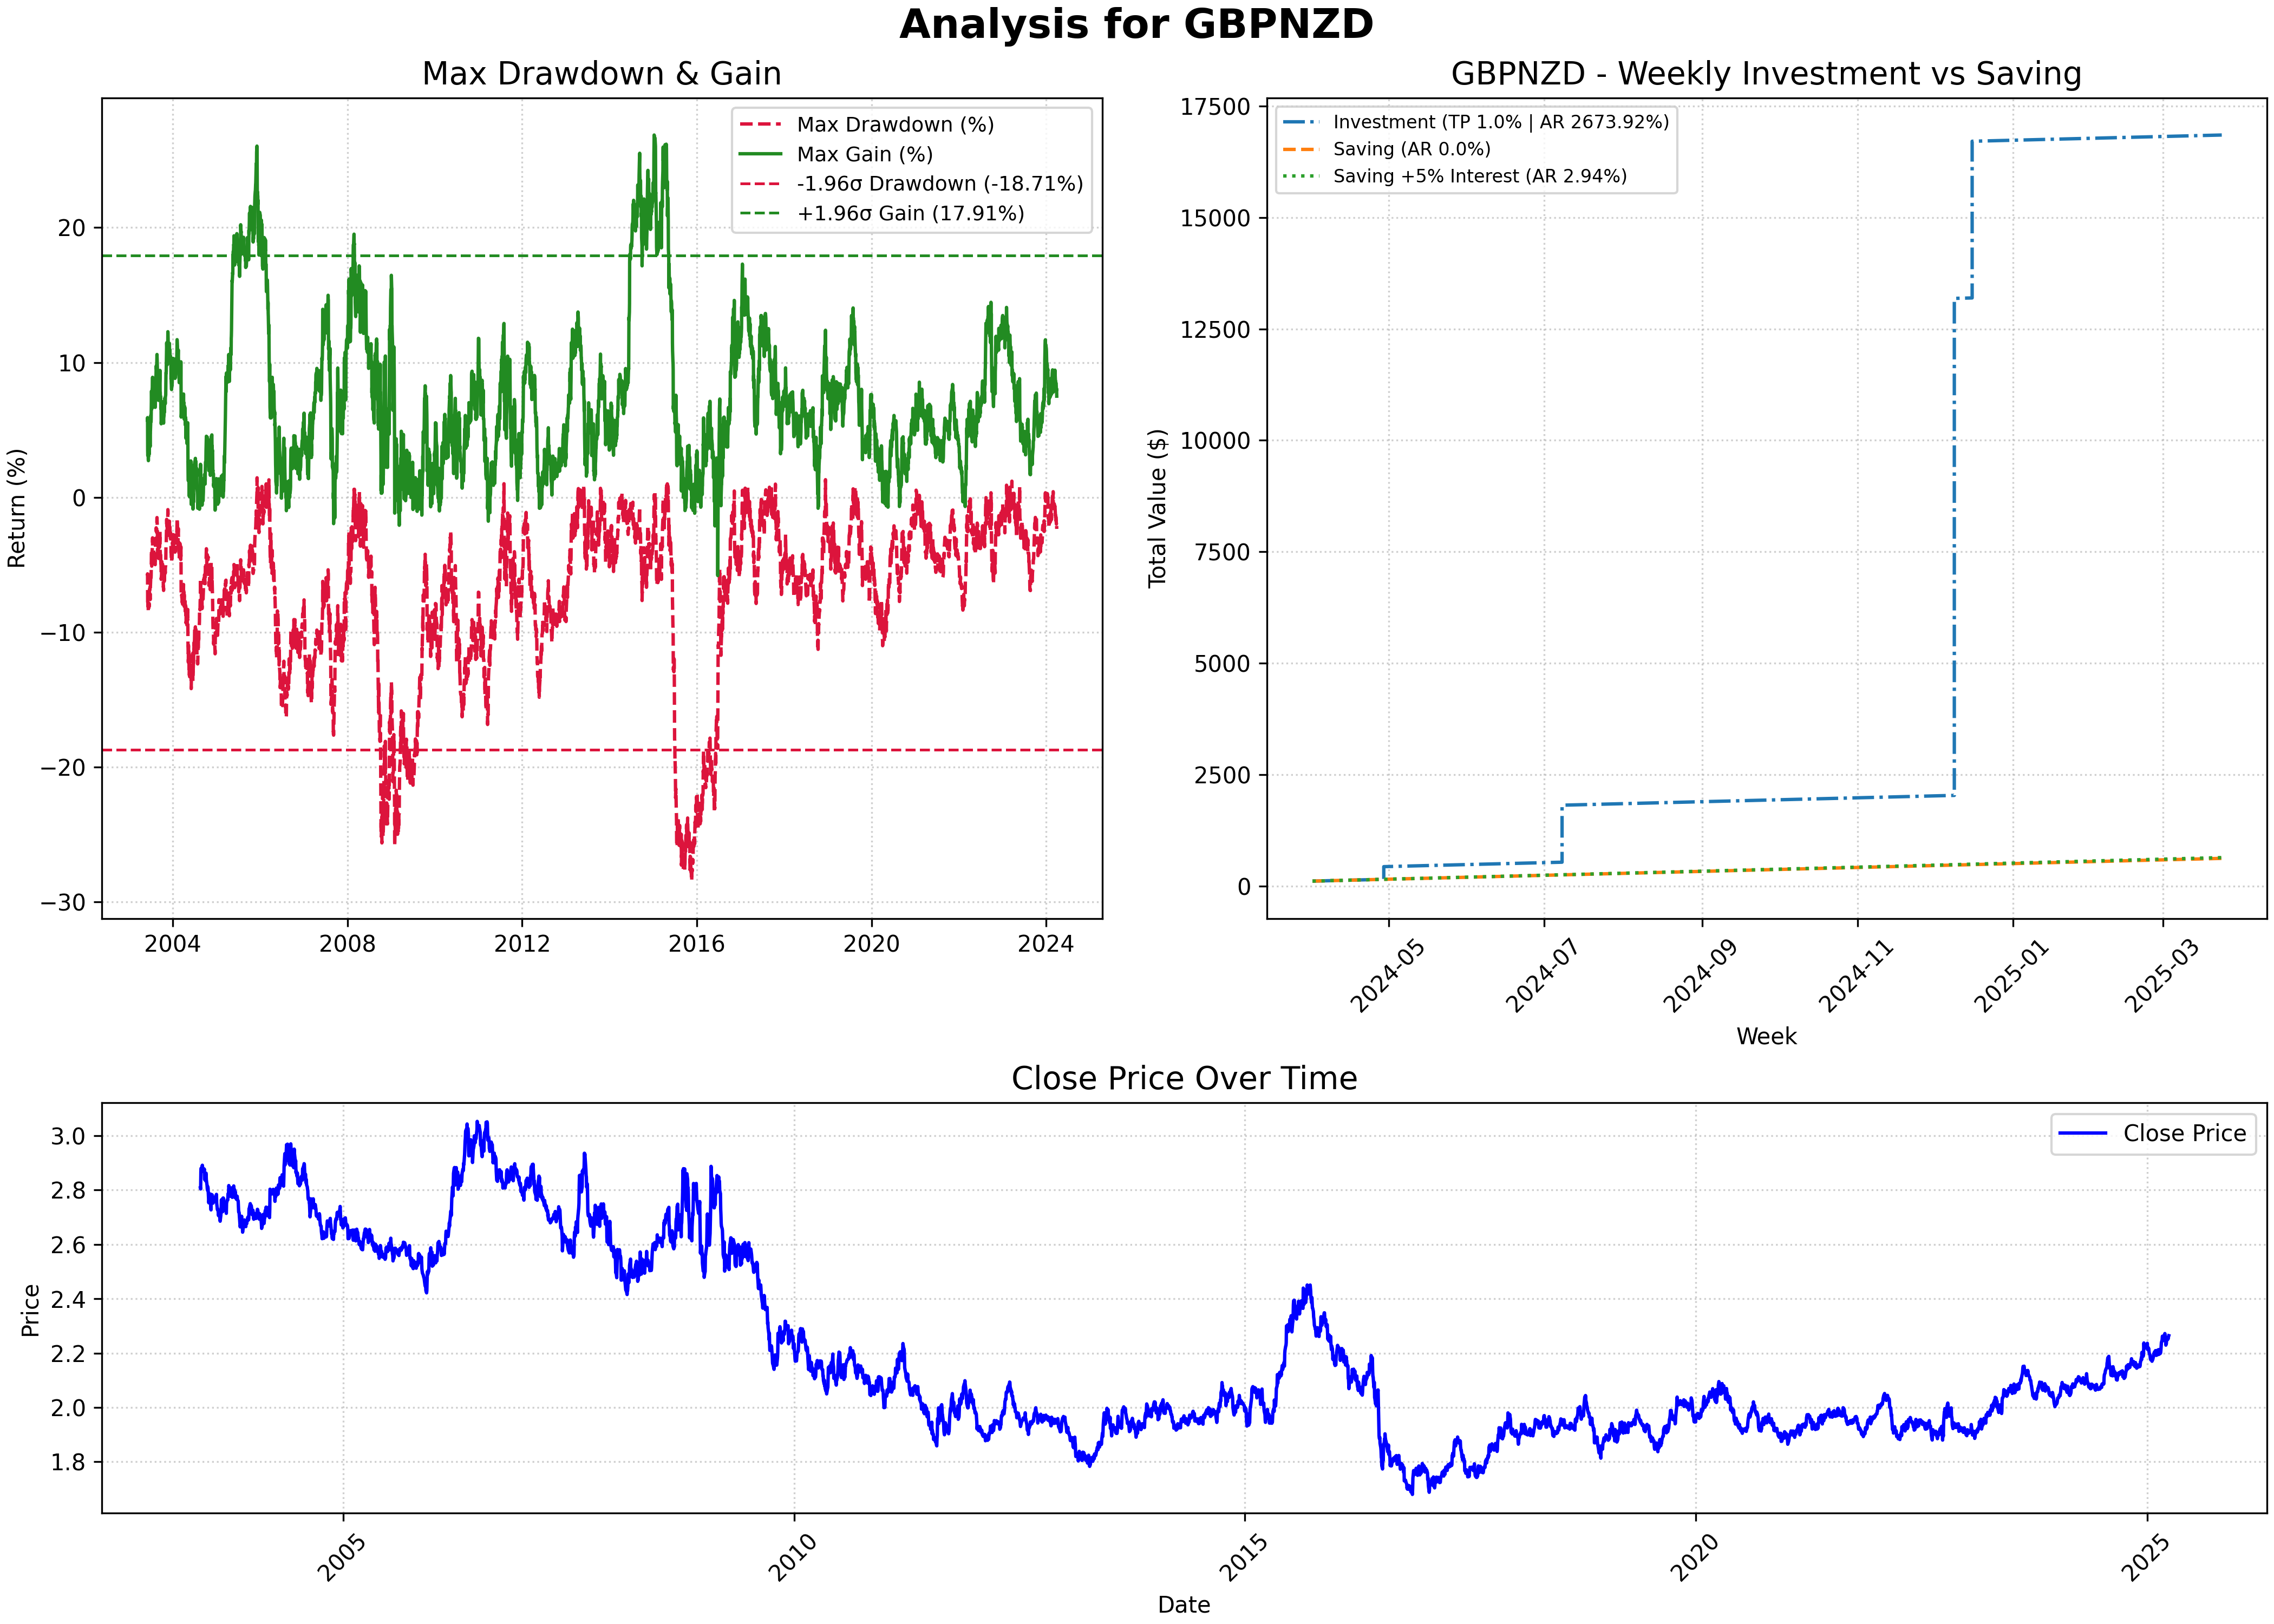 Analysis for GBPNZD
Max Drawdown & Gain
Return (%)
20
10
0
−10
−20
−30
2004
2008
2012
2016
2020
2024
Max Drawdown (%)
Max Gain (%)
-1.96σ Drawdown (-18.71%)
+1.96σ Gain (17.91%)
GBPNZD - Weekly Investment vs Saving
Total Value ($)
17500
15000
12500
10000
7500
5000
2500
0
Investment (TP 1.0% | AR 2673.92%)
Saving (AR 0.0%)
Saving +5% Interest (AR 2.94%)
2024-05
2024-07
2024-09
2024-11
2025-01
2025-03
Week
Close Price Over Time
Price
3.0
2.8
2.6
2.4
2.2
2.0
1.8
Close Price
2005
2010
2015
2020
2025
Date